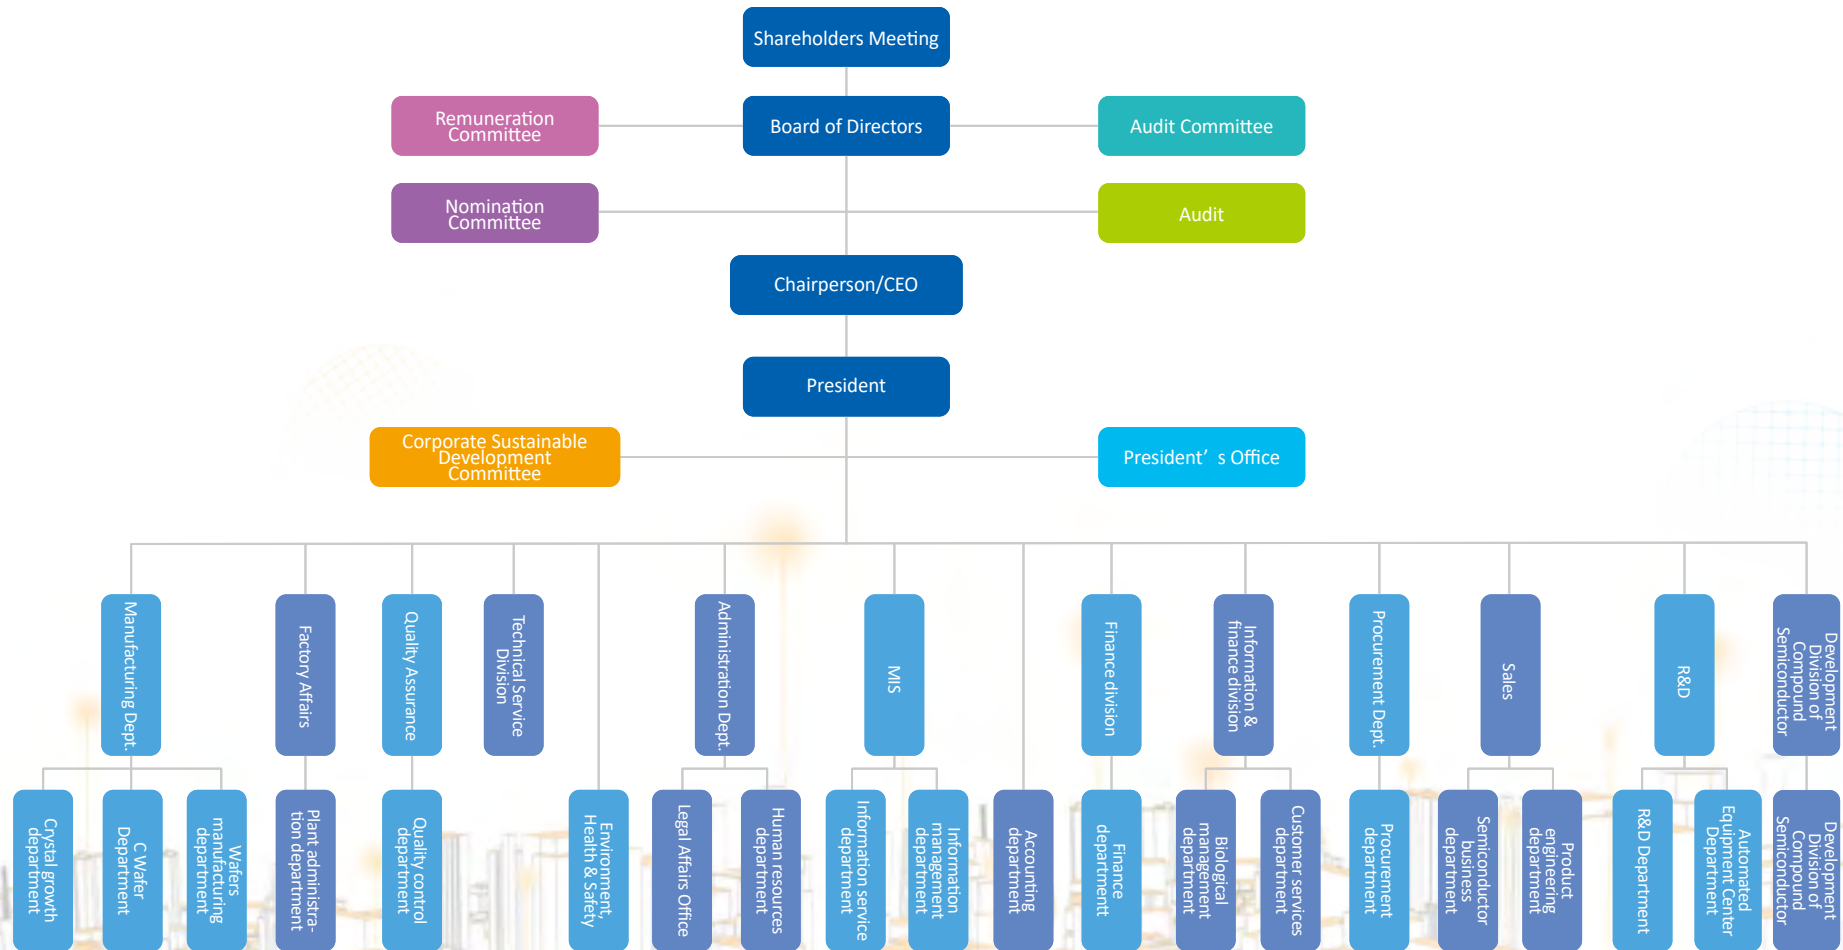 Shareholders Meeting
Remuneration
Committee
Board of Directors
Audit Committee
Nomination
Committee
Audit
Chairperson/CEO
President
Corporate Sustainable
Development
Committee
President’ s Office
Manufacturing Dept.
Factory Affairs
Quality Assurance
Technical Service
Division
Administration Dept.
MIS
Finance division
Information &
finance division
Procurement Dept.
Sales
R&D
Development
Division of
Compound
Semiconductor
Crystal growth
department
C Wafer
Department
Wafers
manufacturing
department
Plant administra-
tion department
Quality control
department
Environment,
Health & Safety
Legal Affairs Office
Human resources
department
Information service
department
Information
management
department
Accounting
department
Finance
departmentt
Biological
management
department
Customer services
department
Procurement
department
Semiconductor
business
department
Product
engineering
department
R&D Department
Automated
Equipment Center
Department
Development
Division of
Compound
Semiconductor